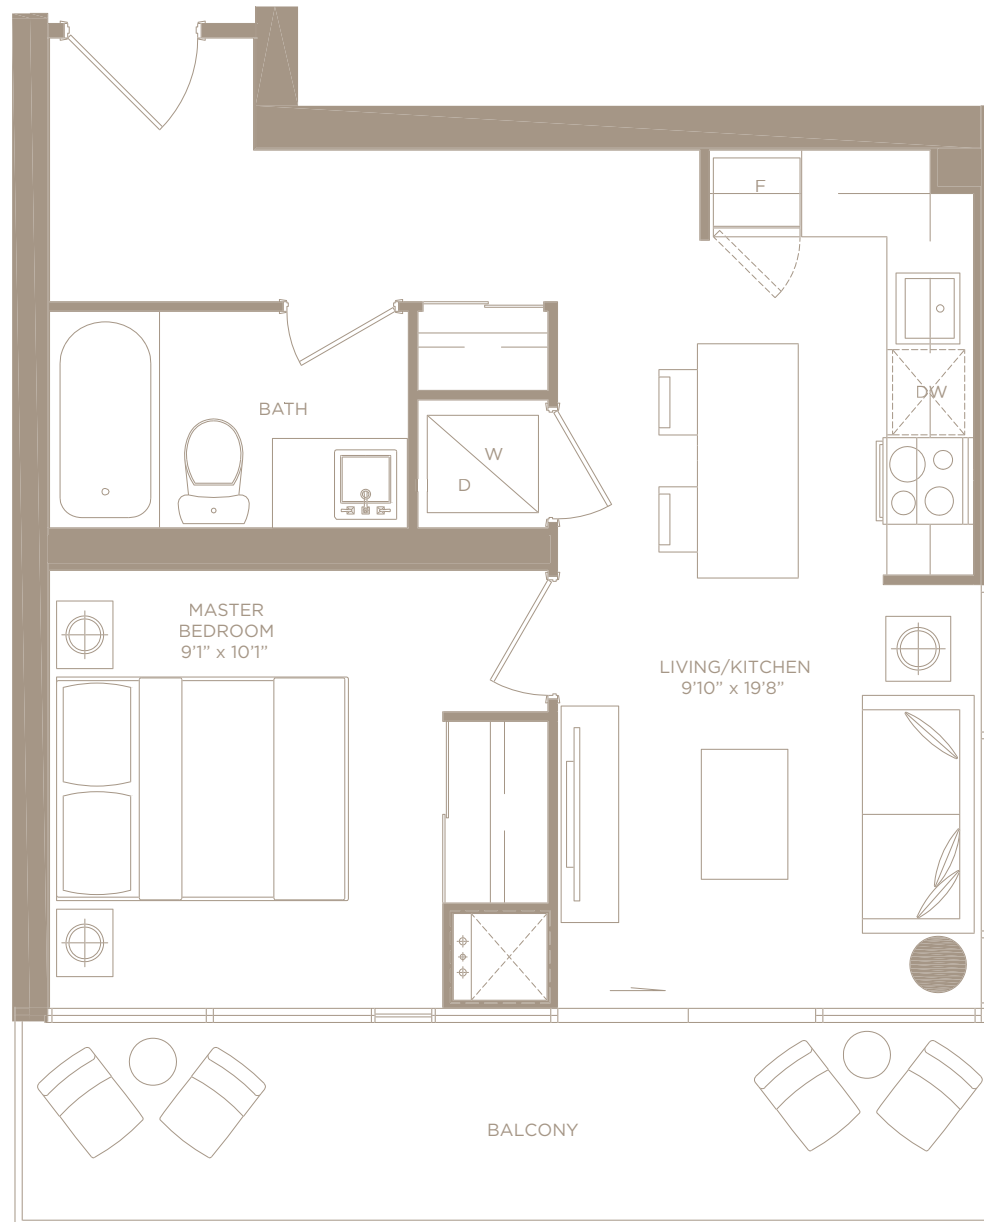 F
DW
BATH
W
D
MASTER
BEDROOM
9'1" x 10'1"
LIVING/KITCHEN
9'10" x 19'8"
BALCONY